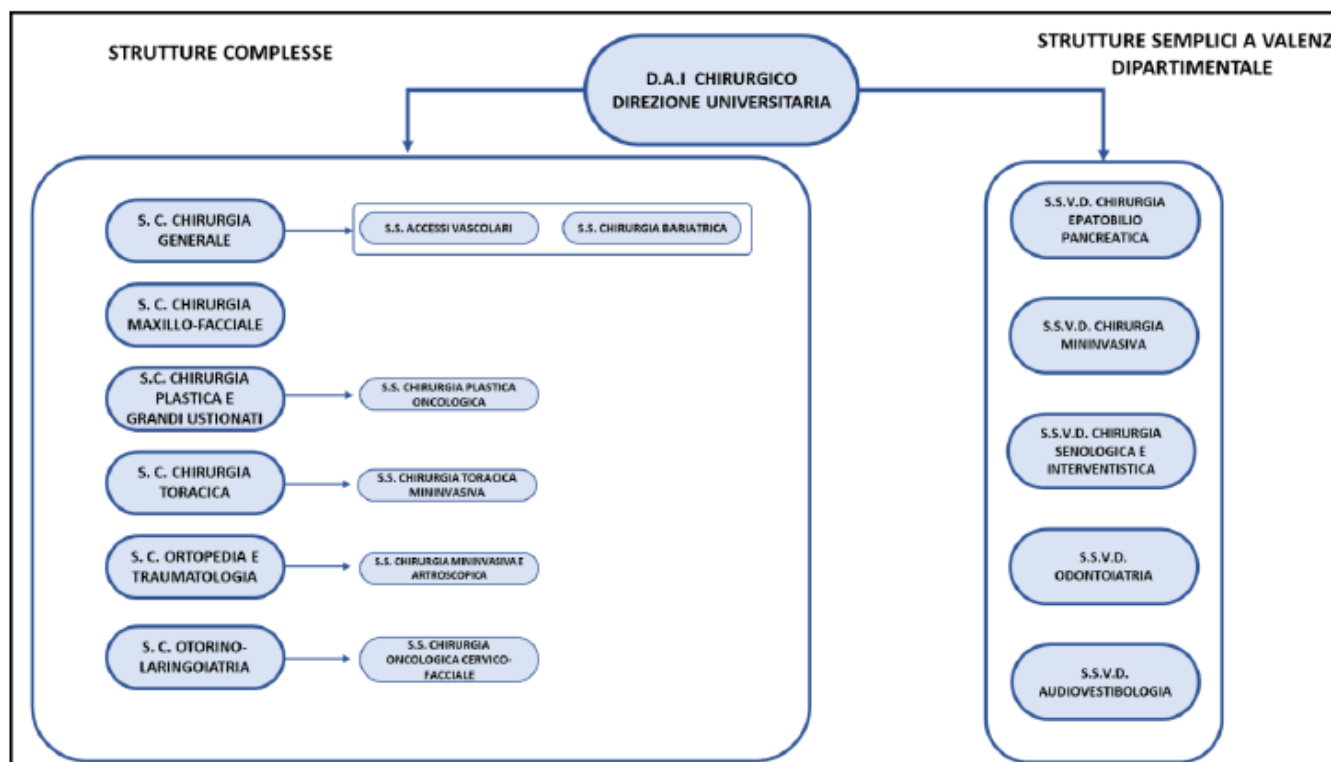 STRUTTURE COMPLESSE
D.A.I CHIRURGICO
DIREZIONE UNIVERSITARIA
STRUTTURE SEMPLICI A VALENZ
DIPARTIMENTALE
S. C. CHIRURGIA
GENERALE
S.S. ACCESSI VASCOLARI
S.S. CHIRURGIA BARIATRICA
S. C. CHIRURGIA
MAXILLO-FACCIALE
S.C. CHIRURGIA
PLASTICA E
GRANDI USTIONATI
S.S. CHIRURGIA PLASTICA
ONCOLOGICA
S. C. CHIRURGIA
TORACICA
S.S. CHIRURGIA TORACICA
MININVASIVA
S. C. ORTOPEDIA E
TRAUMATOLOGIA
S.S. CHIRURGIA MININVASIVA E
ARTROSCOPICA
S. C. OTORINO-
LARINGOIATRIA
S.S. CHIRURGIA
ONCOLOGICA CERVICO-
FACCIALE
S.S.V.D. CHIRURGIA
EPATOBILIO
PANCREATICA
S.S.V.D. CHIRURGIA
MININVASIVA
S.S.V.D. CHIRURGIA
SENOLOGICA E
INTERVENTISTICA
S.S.V.D.
ODONTOIATRIA
S.S.V.D.
AUDIOVESTIBOLOGIA